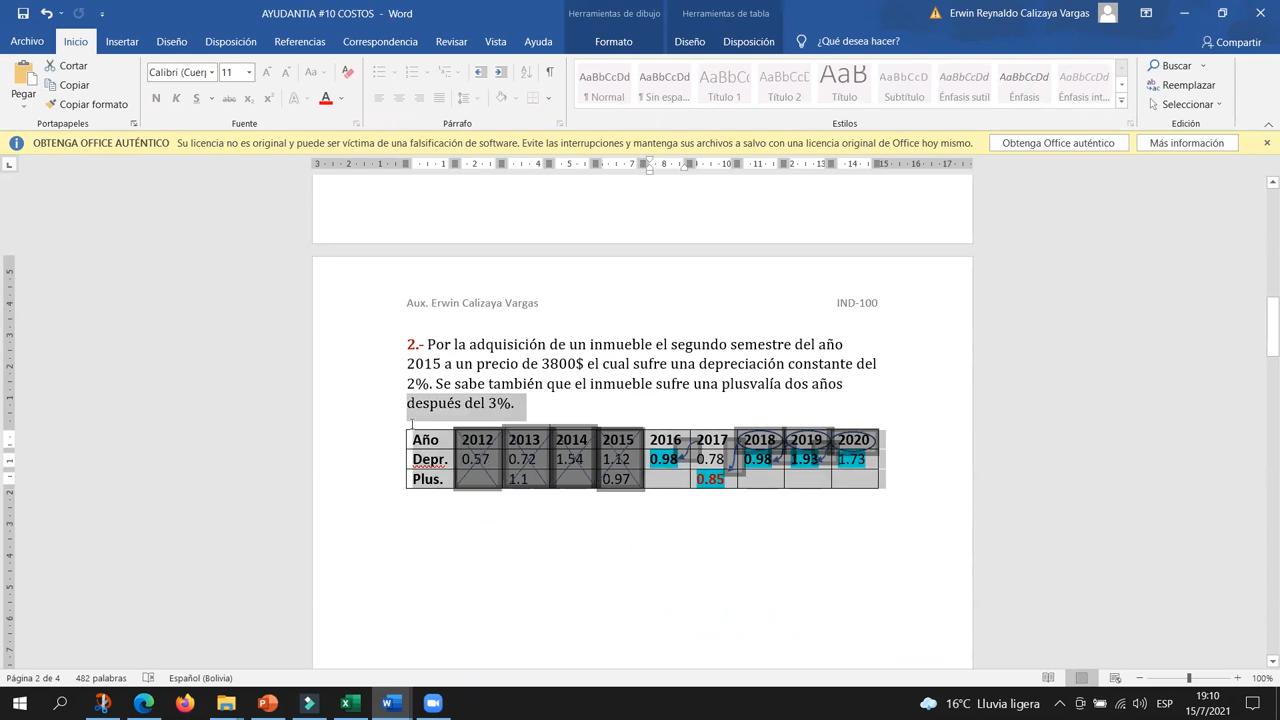 AYUDANTIA #10 COSTOS - Word
Herramientas de dibujo
Herramientas de tabla
Erwin Reynaldo Calizaya Vargas
Archivo
Inicio
Insertar
Diseño
Disposición
Referencias
Correspondencia
Revisar
Vista
Ayuda
Formato
Diseño
Disposición
¿Qué desea hacer?
Compartir
Pegar
Cortar
Copiar
Copiar formato
Portapapeles
Calibri (Cuerp
11
A A Aa
N K S abc x₂ x² A A
Fuente
Párrafo
AaBbCcDd AaBbCcDd AaBbCc AaBbCcD AaBb AaBbCcD AaBbCcDd AaBbCcDd AaBbCcDd
¶ Normal
¶ Sin espa...
Título 1
Título 2
Título
Subtítulo
Énfasis sutil
Énfasis
Énfasis int...
Estilos
Buscar
Reemplazar
Seleccionar
Edición
OBTENGA OFFICE AUTÉNTICO Su licencia no es original y puede ser víctima de una falsificación de software. Evite las interrupciones y mantenga sus archivos a salvo con una licencia original de Office hoy mismo.
Obtenga Office auténtico
Más información
Aux. Erwin Calizaya Vargas IND-100
2.- Por la adquisición de un inmueble el segundo semestre del año
2015 a un precio de 3800$ el cual sufre una depreciación constante del
2%. Se sabe también que el inmueble sufre una plusvalía dos años
después del 3%.
Año 2012 2013 2014 2015 2016 2017 2018 2019 2020
Depr. 0.57 0.72 1.54 1.12 0.98 0.78 0.98 1.93 1.73
Plus. 1.1 0.97 0.85
Página 2 de 4
482 palabras
Español (Bolivia)
100%
16°C Lluvia ligera
ESP
19:10
15/7/2021